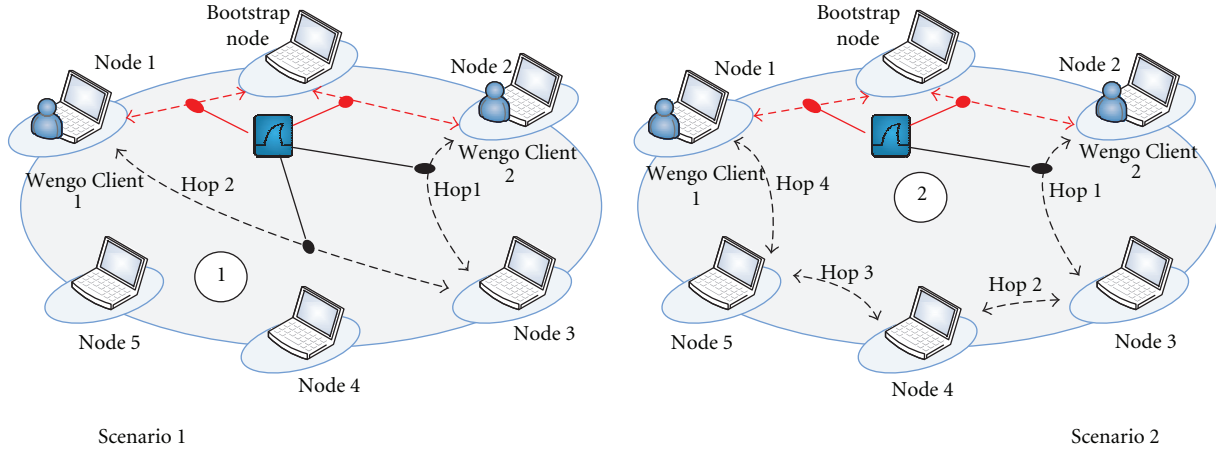 Bootstrap
node
Node 1
Node 2
Wengo Client
1
Wengo Client
2
Hop 2
Hop1
1
Node 5
Node 4
Node 3
Scenario 1
Bootstrap
node
Node 1
Node 2
Wengo Client
1
Wengo Client
2
Hop 4
2
Hop 1
Hop 3
Hop 2
Node 5
Node 4
Node 3
Scenario 2